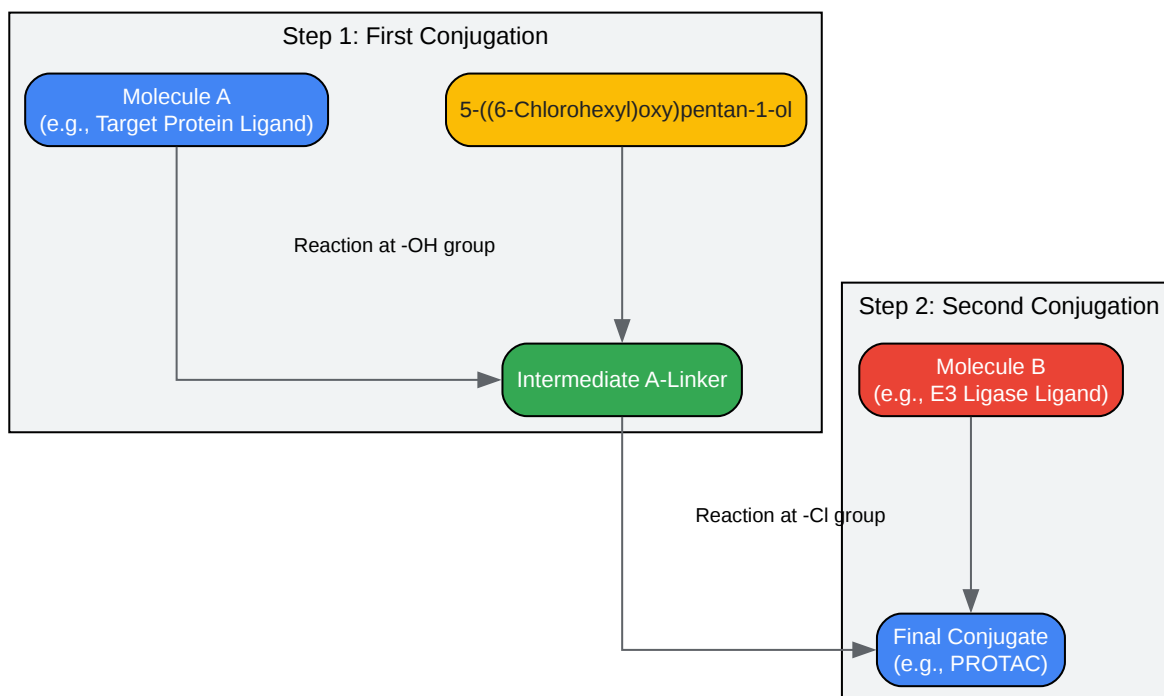 Step 1: First Conjugation
Molecule A
(e.g., Target Protein Ligand)
5-((6-Chlorohexyl)oxy)pentan-1-ol
Reaction at -OH group
Intermediate A-Linker
Step 2: Second Conjugation
Molecule B
(e.g., E3 Ligase Ligand)
Reaction at -Cl group
Final Conjugate
(e.g., PROTAC)